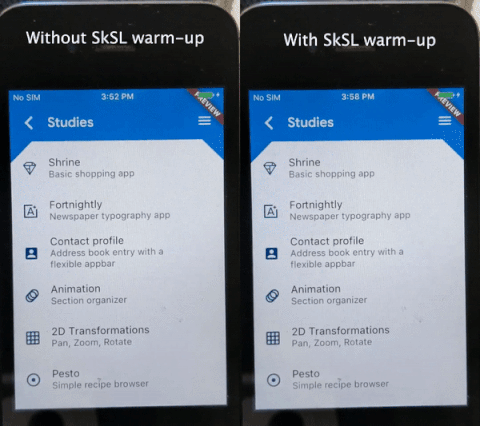 Without SkSL warm-up
No SIM 3:52 PM
PREVIEW
Studies
Shrine
Basic shopping app
Fortnightly
Newspaper typography app
Contact profile
Address book entry with a
flexible appbar
Animation
Section organizer
2D Transformations
Pan, Zoom, Rotate
Pesto
Simple recipe browser
With SkSL warm-up
No SIM 3:58 PM
PREVIEW
Studies
Shrine
Basic shopping app
Fortnightly
Newspaper typography app
Contact profile
Address book entry with a
flexible appbar
Animation
Section organizer
2D Transformations
Pan, Zoom, Rotate
Pesto
Simple recipe browser